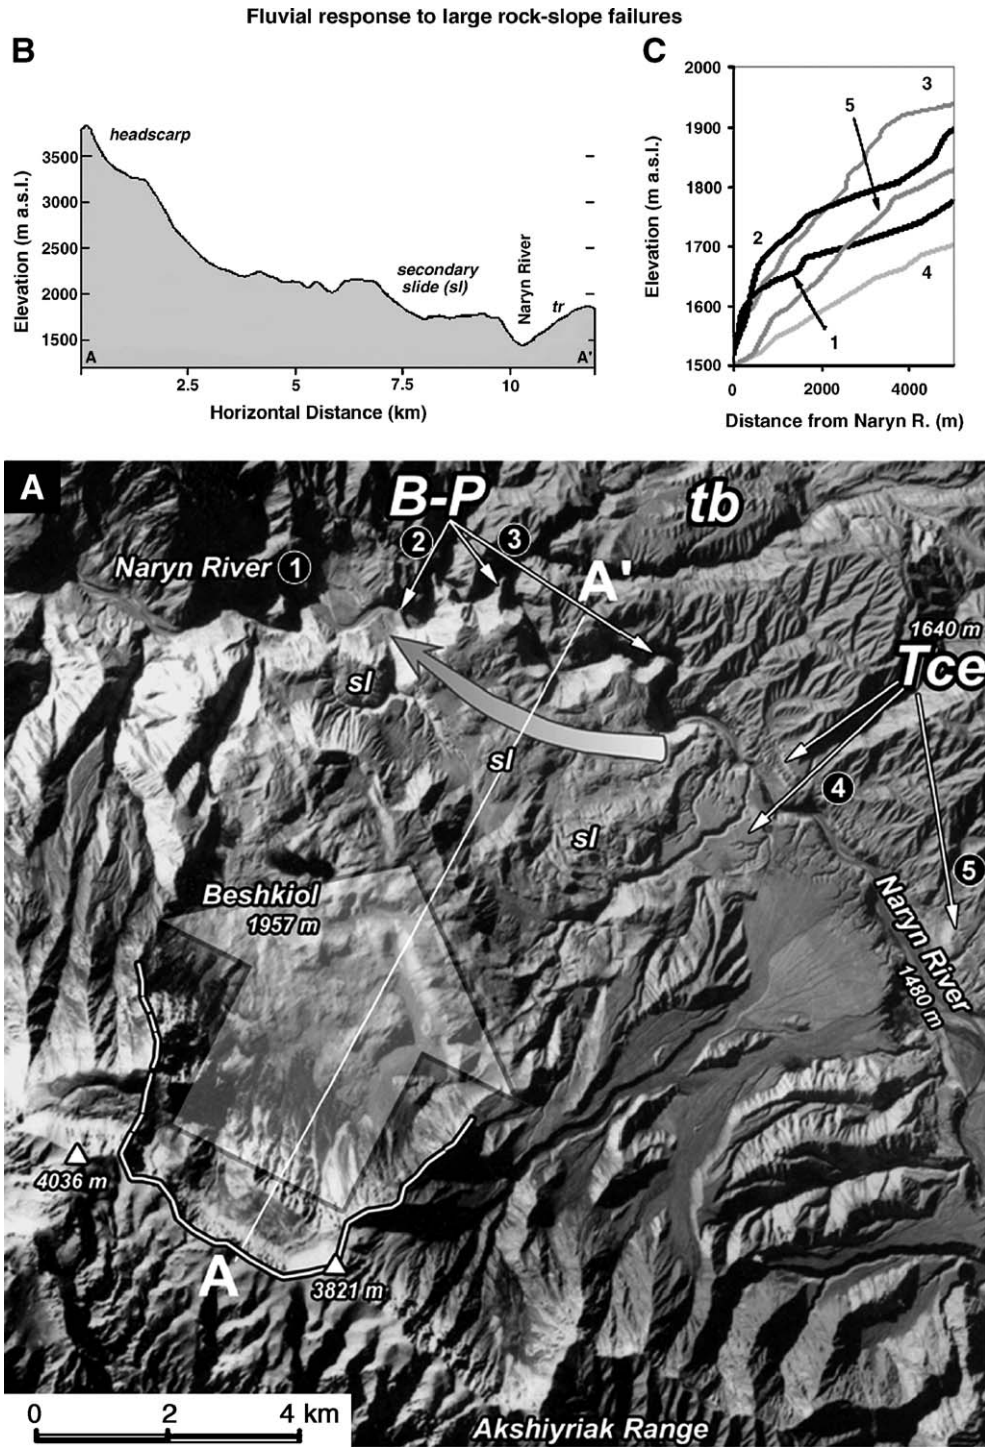 Fluvial response to large rock-slope failures
B
headscarp
secondary
slide (sl)
Naryn River
tr
Elevation (m a.s.l.)
3500
3000
2500
2000
1500
A
A'
2.5
5
7.5
10
Horizontal Distance (km)
C
2000
1900
1800
1700
1600
1500
Elevation (m a.s.l.)
3
5
2
4
1
0
2000
4000
Distance from Naryn R. (m)
A
B-P
tb
2
3
Naryn River 1
A'
1640 m
Tce
sl
sl
sl
4
5
Beshkiol
1957 m
Naryn River
1480 m
4036 m
A
3821 m
0 2 4 km
Akshiyriak Range